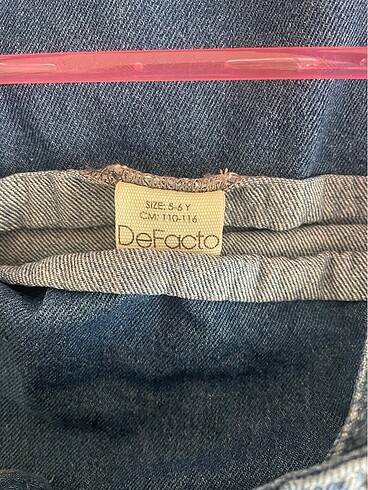 SIZE: 5-6 Y
CM: 110-116
DeFacto